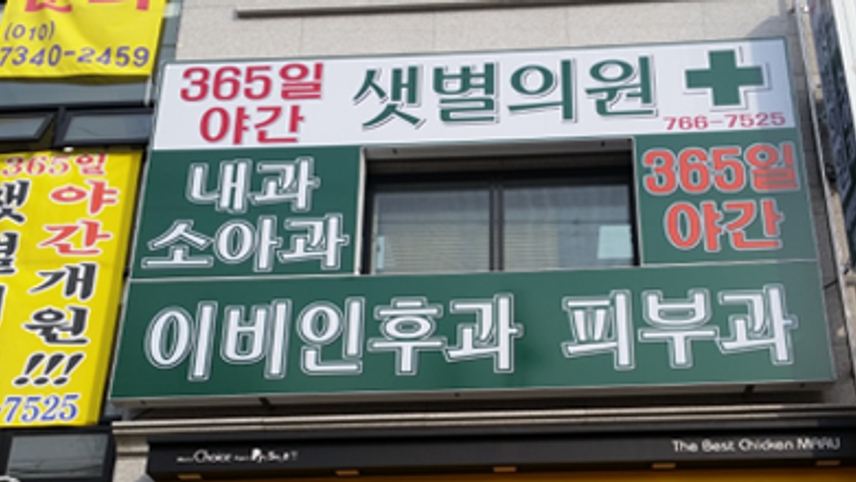 (010)
7340-2459
365일
야간
샛별의원
766-7525
내과
소아과
365일
야간
이비인후과 피부과
365일
야간개원!!!
-7525
The Best Chicken MARU